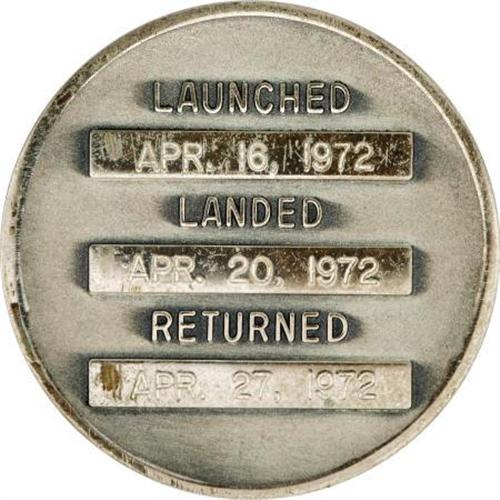 LAUNCHED
APR. 16, 1972
LANDED
APR. 20, 1972
RETURNED
APR. 27, 1972